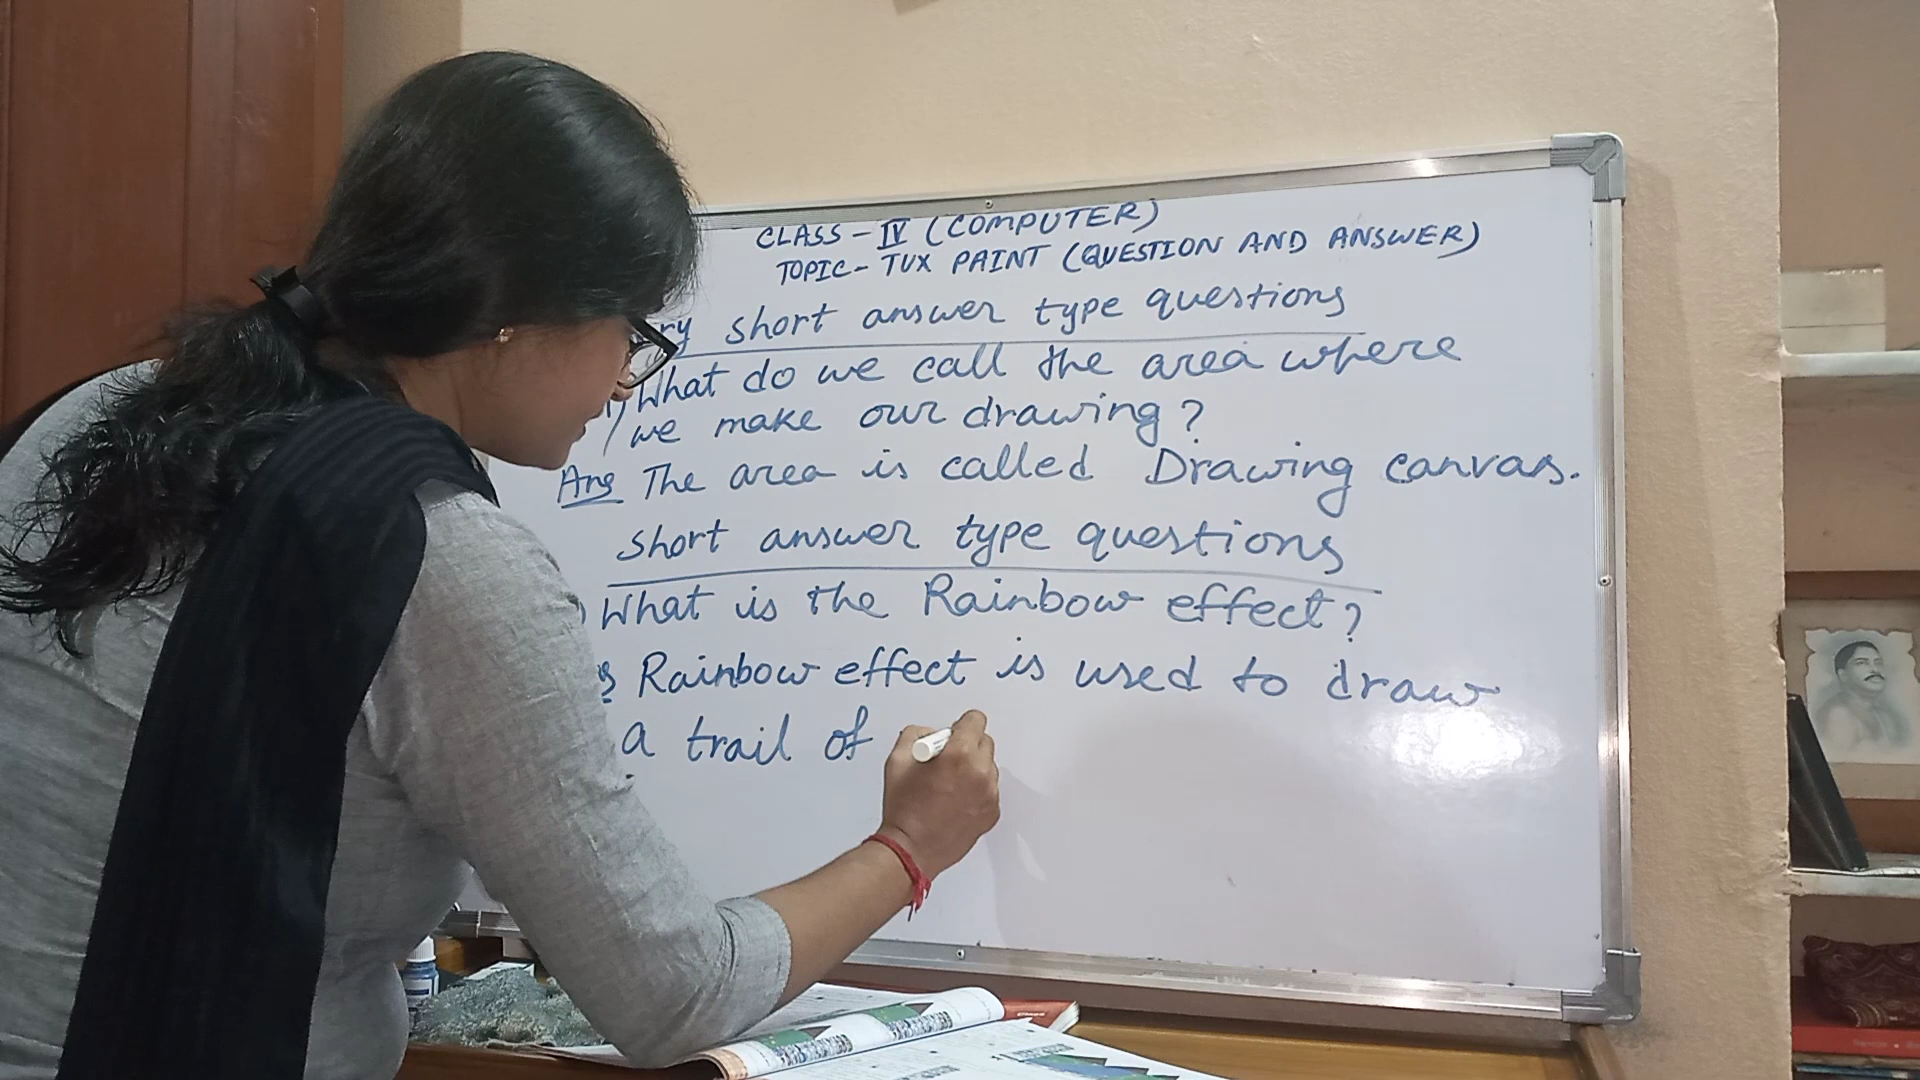 CLASS - IV (COMPUTER)
TOPIC - TUX PAINT (QUESTION AND ANSWER)
ry short answer type questions
1) What do we call the area where
we make our drawing?
Ans The area is called Drawing canvas.
short answer type questions
) What is the Rainbow effect?
s Rainbow effect is used to draw
a trail of